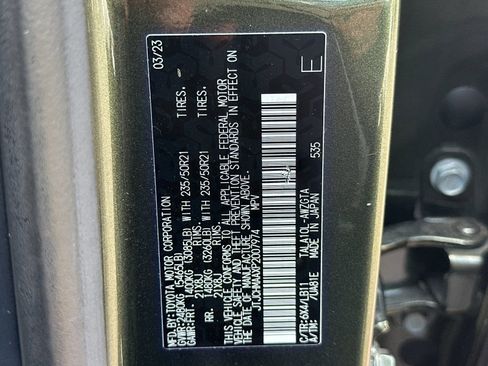 MFD. BY:TOYOTA MOTOR CORPORATION 03/23
GVWR:2480KG (5465LB)
GAWR:FRT. 1400KG (3085LB) WITH 235/50R21 TIRES.
21X8J RIMS.
RR. 1480KG (3260LB) WITH 235/50R21 TIRES.
21X8J RIMS.
THIS VEHICLE CONFORMS TO ALL APPLICABLE FEDERAL MOTOR
VEHICLE SAFETY AND THEFT PREVENTION STANDARDS IN EFFECT ON
THE DATE OF MANUFACTURE SHOWN ABOVE.
MPV
E
C/TR:6X4/LB11 TALA10L-AWZGTA
A/TM: /UA81E MADE IN JAPAN 535